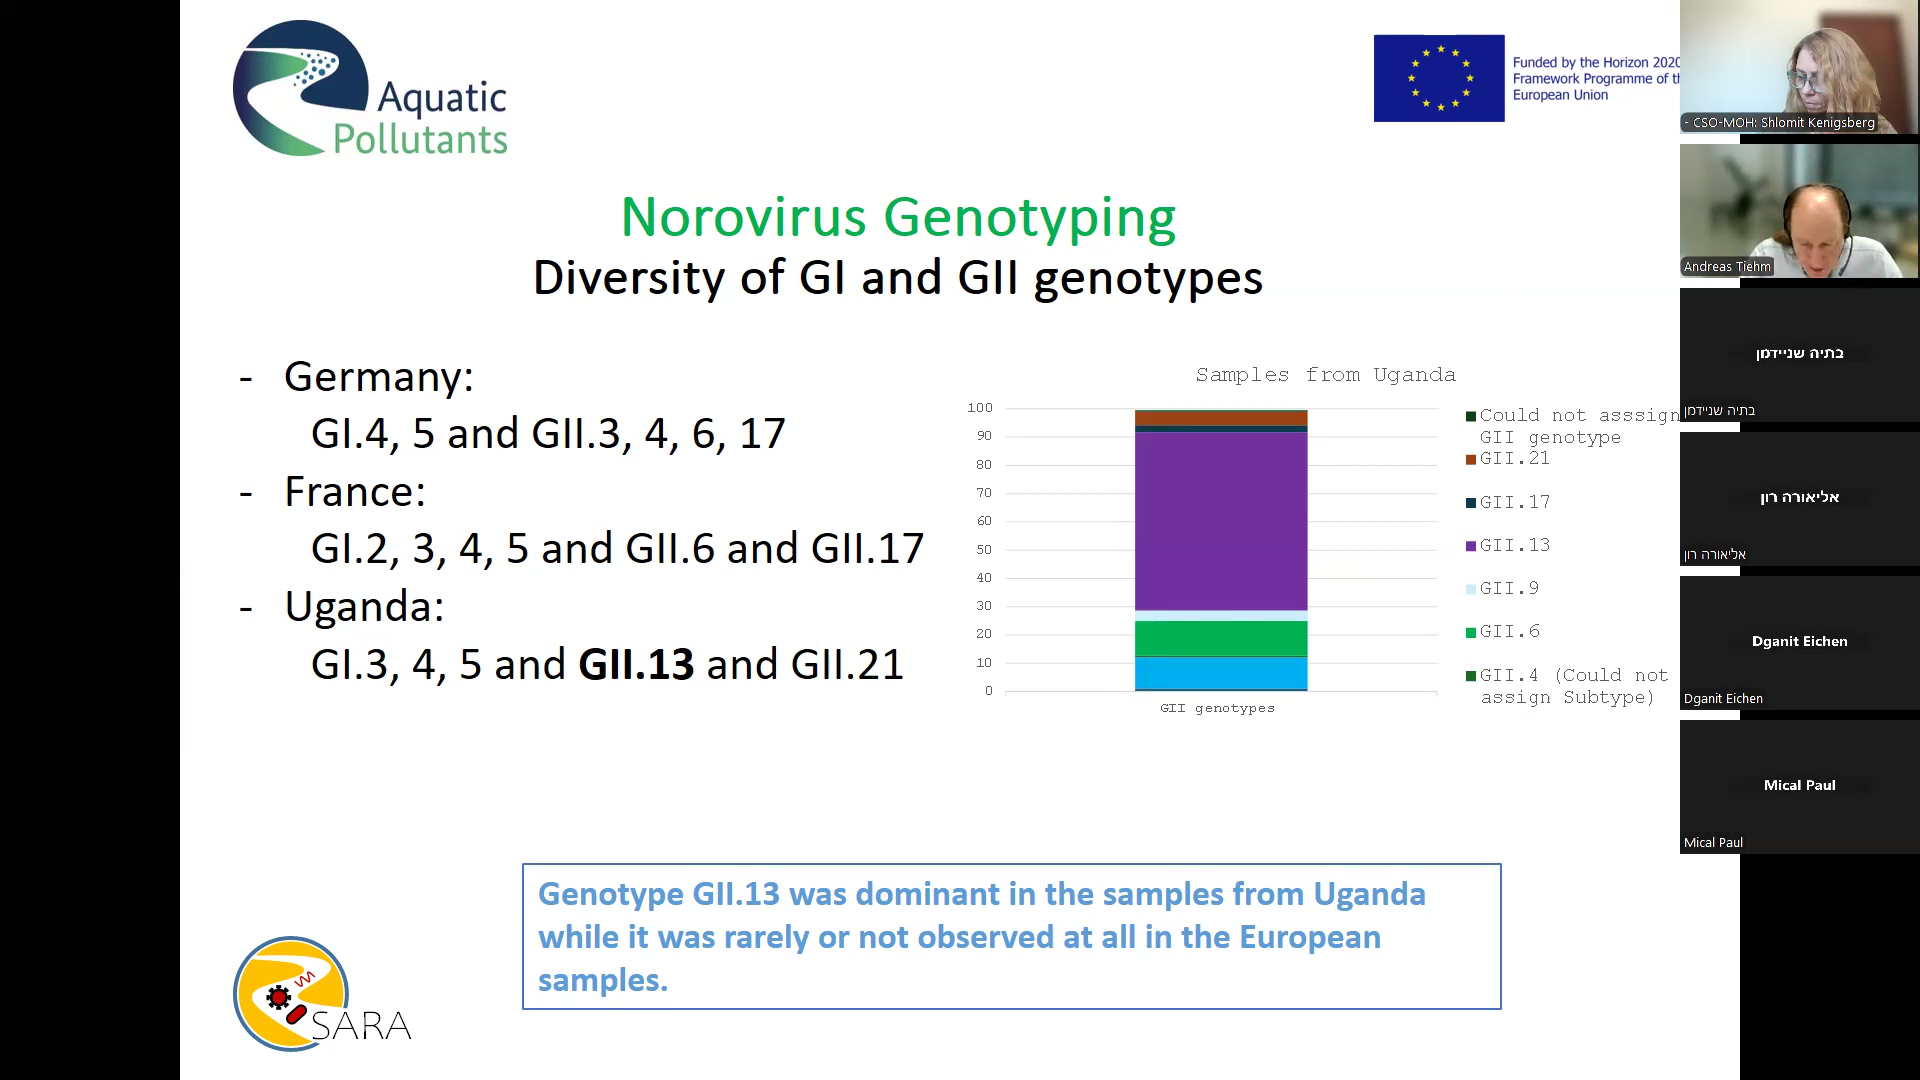 Aquatic
Pollutants
Funded by the Horizon 2020
Framework Programme of th
European Union
Norovirus Genotyping
Diversity of GI and GII genotypes
- Germany:
GI.4, 5 and GII.3, 4, 6, 17
- France:
GI.2, 3, 4, 5 and GII.6 and GII.17
- Uganda:
GI.3, 4, 5 and GII.13 and GII.21
Samples from Uganda
100
90
80
70
60
50
40
30
20
10
0
GII genotypes
Could not asssign
GII genotype
GII.21
GII.17
GII.13
GII.9
GII.6
GII.4 (Could not
assign Subtype)
Genotype GII.13 was dominant in the samples from Uganda
while it was rarely or not observed at all in the European
samples.
SARA
- CSO-MOH: Shlomit Kenigsberg
Andreas Tiehm
בתיה שניידמן
בתיה שניידמן
אליאורה רון
אליאורה רון
Dganit Eichen
Dganit Eichen
Mical Paul
Mical Paul